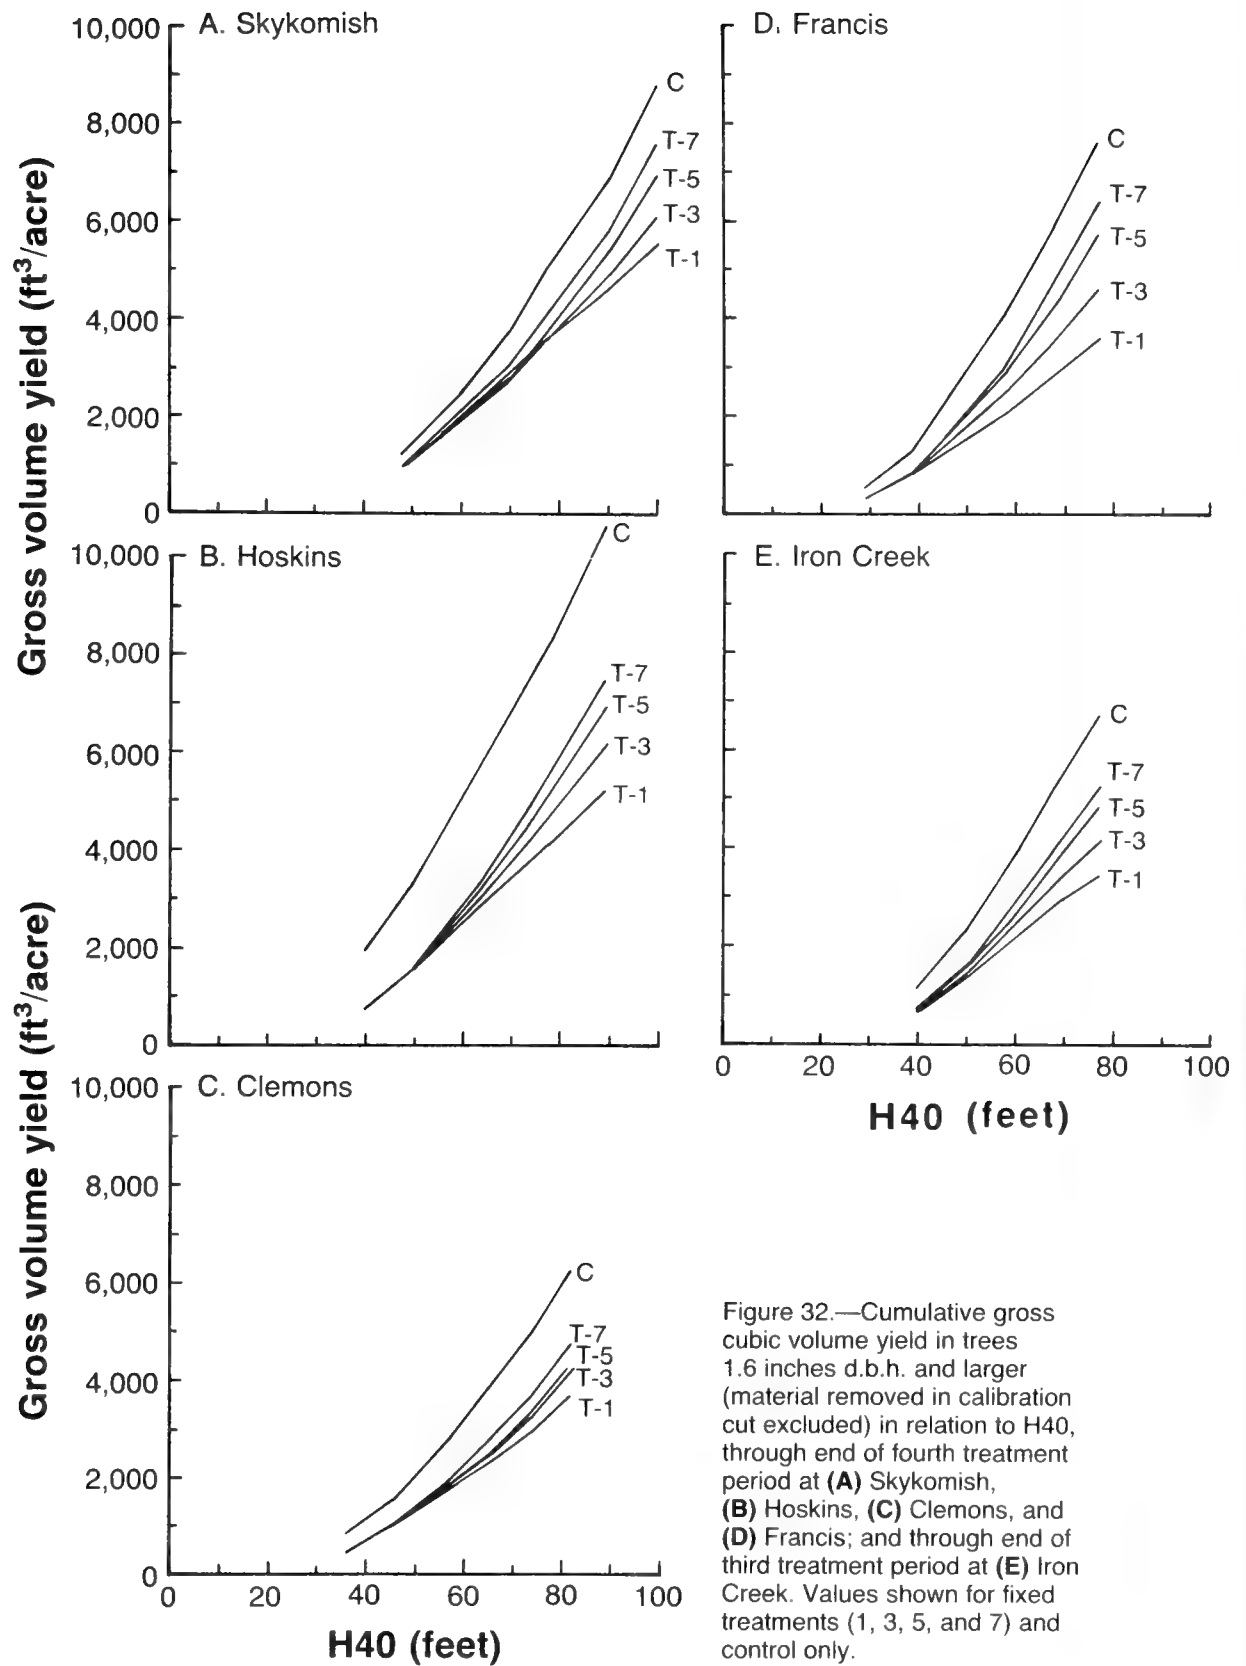 A. Skykomish
10,000
8,000
6,000
4,000
2,000
0
C
T-7
T-5
T-3
T-1
Gross volume yield (ft³/acre)
B. Hoskins
10,000
8,000
6,000
4,000
2,000
0
C
T-7
T-5
T-3
T-1
C. Clemons
10,000
8,000
6,000
4,000
2,000
0
C
T-7
T-5
T-3
T-1
Gross volume yield (ft³/acre)
0 20 40 60 80 100
H40 (feet)
D. Francis
C
T-7
T-5
T-3
T-1
E. Iron Creek
C
T-7
T-5
T-3
T-1
0 20 40 60 80 100
H40 (feet)
Figure 32.—Cumulative gross
cubic volume yield in trees
1.6 inches d.b.h. and larger
(material removed in calibration
cut excluded) in relation to H40,
through end of fourth treatment
period at (A) Skykomish,
(B) Hoskins, (C) Clemons, and
(D) Francis; and through end of
third treatment period at (E) Iron
Creek. Values shown for fixed
treatments (1, 3, 5, and 7) and
control only.